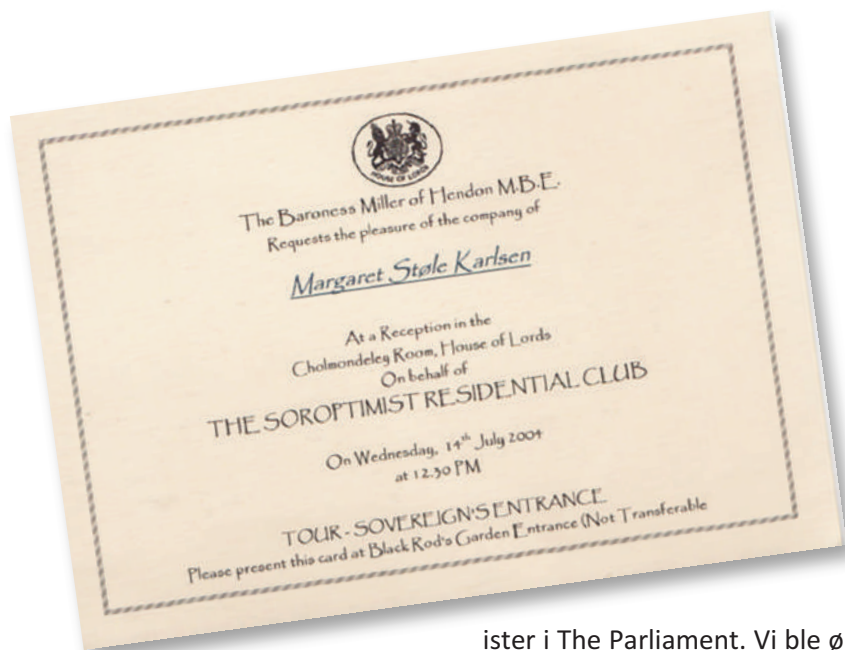 HOUSE OF LORDS
The Baroness Miller of Hendon M.B.E.
Requests the pleasure of the company of
Margaret Støle Karlsen
At a Reception in the
Cholmondeley Room, House of Lords
On behalf of
THE SOROPTIMIST RESIDENTIAL CLUB
On Wednesday, 14th July 2004
at 12.30 PM
TOUR - SOVEREIGN'S ENTRANCE
Please present this card at Black Rod's Garden Entrance (Not Transferable
ister i The Parliament. Vi ble ø